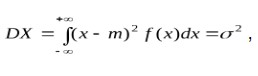 DX = ∫_{-∞}^{+∞}(x - m)² f(x)dx = σ² ,